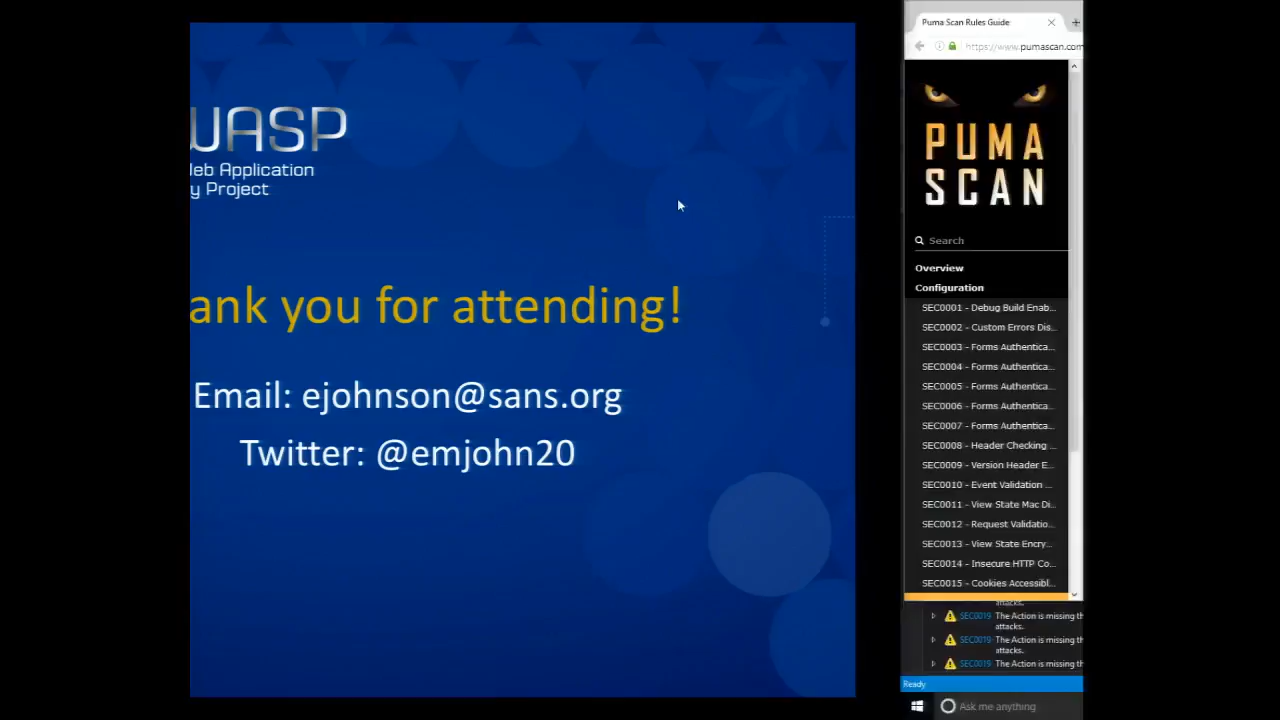 WASP
Web Application
y Project
ank you for attending!
Email: ejohnson@sans.org
Twitter: @emjohn20
Puma Scan Rules Guide
https://www.pumascan.com
PUMA
SCAN
Search
Overview
Configuration
SEC0001 - Debug Build Enab...
SEC0002 - Custom Errors Dis...
SEC0003 - Forms Authentica...
SEC0004 - Forms Authentica...
SEC0005 - Forms Authentica...
SEC0006 - Forms Authentica...
SEC0007 - Forms Authentica...
SEC0008 - Header Checking ...
SEC0009 - Version Header E...
SEC0010 - Event Validation ...
SEC0011 - View State Mac Di...
SEC0012 - Request Validatio...
SEC0013 - View State Encry...
SEC0014 - Insecure HTTP Co...
SEC0015 - Cookies Accessibl...
attacks.
SEC0019 The Action is missing th
attacks.
SEC0019 The Action is missing th
attacks.
SEC0019 The Action is missing th
Ready
Ask me anything